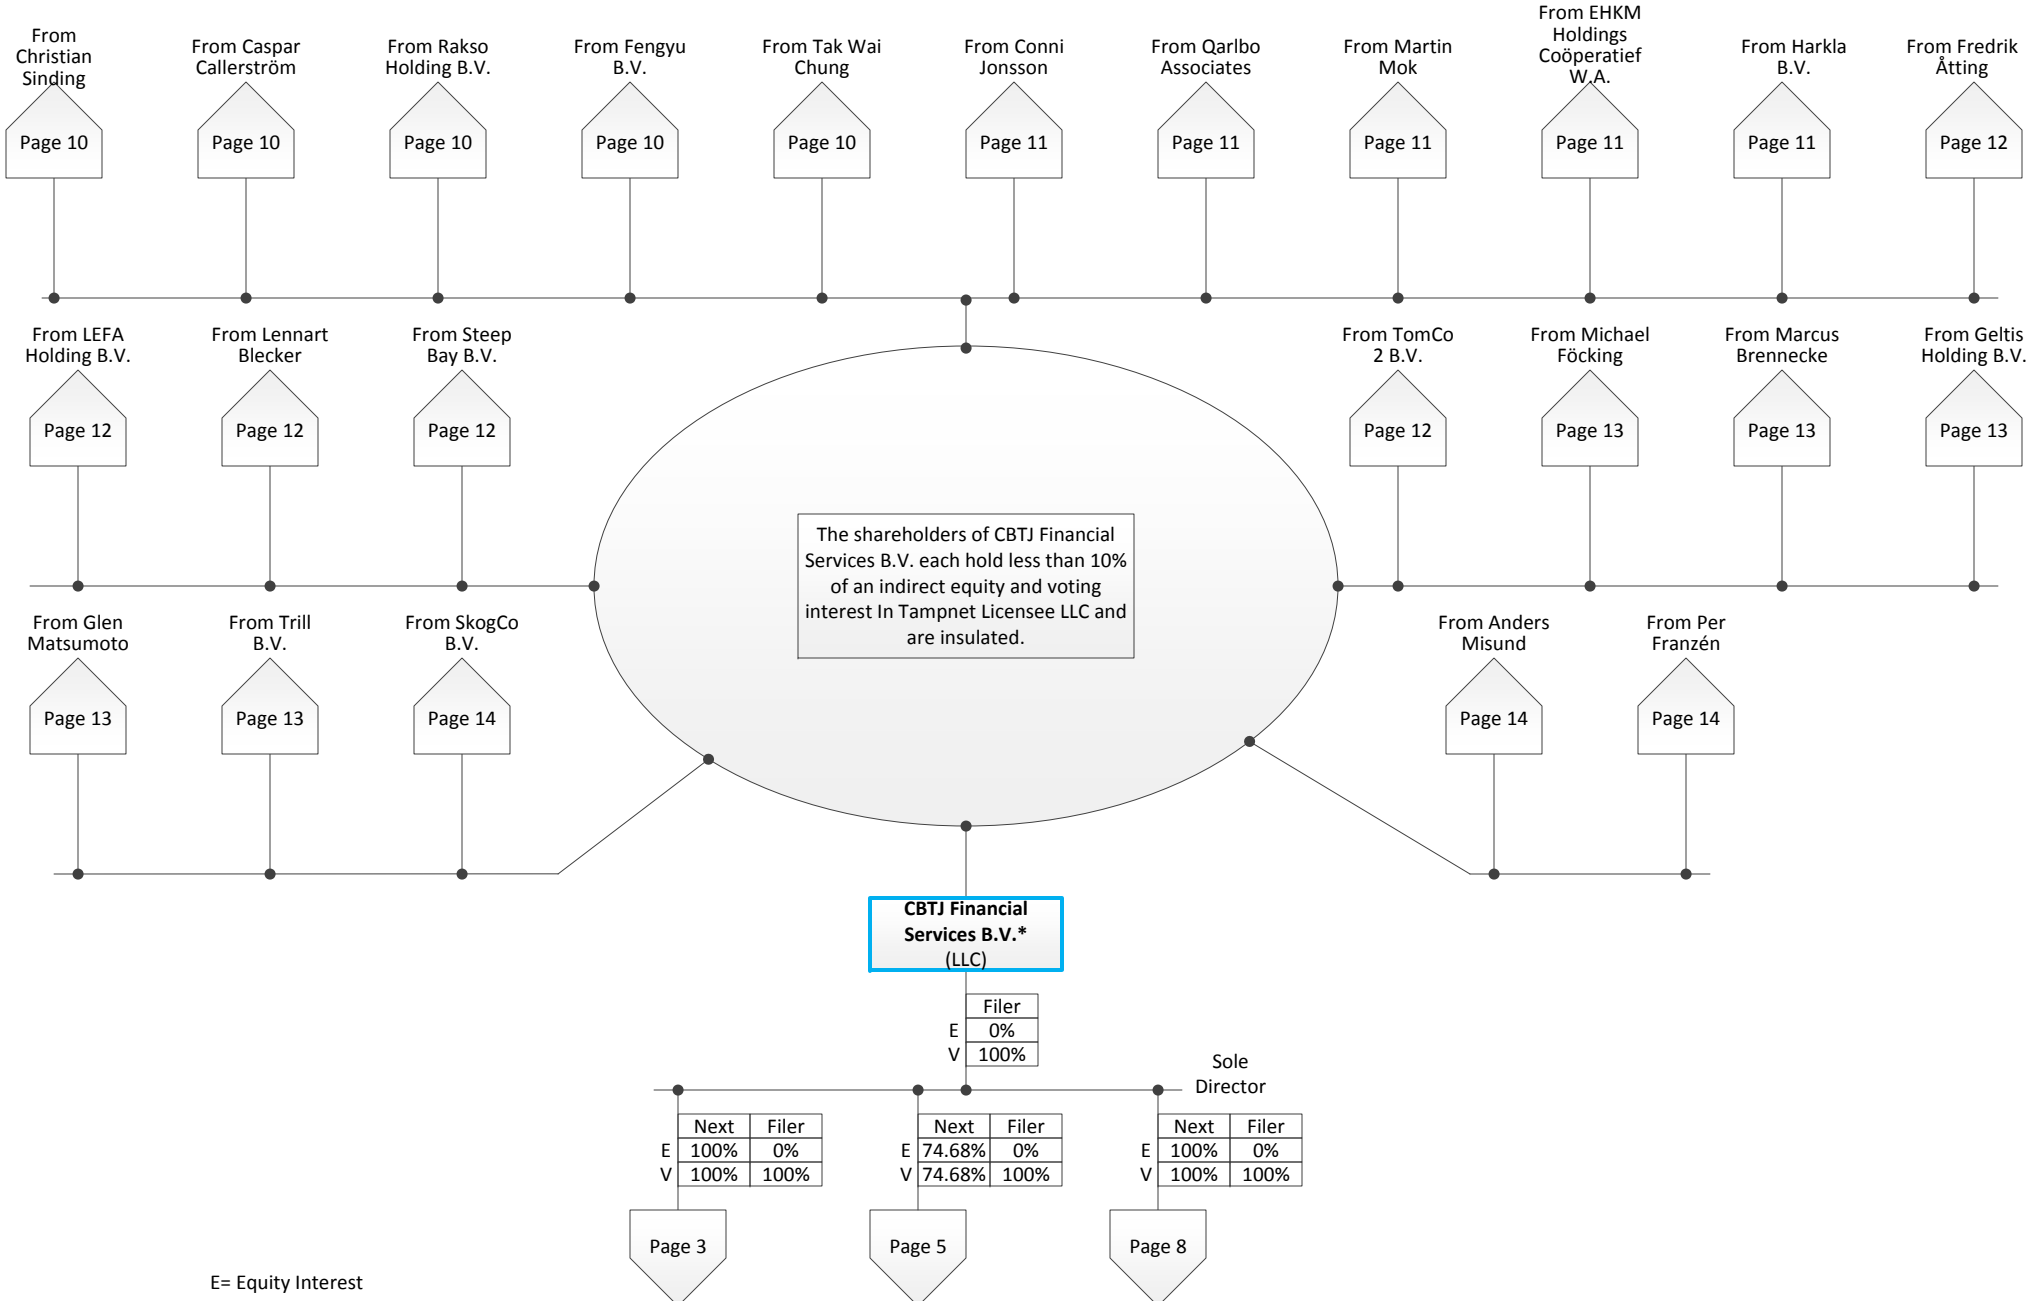 From
Christian
Sinding
From Caspar
Callerström
From Rakso
Holding B.V.
From Fengyu
B.V.
From Tak Wai
Chung
From Conni
Jonsson
From Qarlbo
Associates
From Martin
Mok
From EHKM
Holdings
Coöperatief
W.A.
From Harkla
B.V.
From Fredrik
Åtting
Page 10
Page 10
Page 10
Page 10
Page 10
Page 11
Page 11
Page 11
Page 11
Page 11
Page 12
From LEFA
Holding B.V.
From Lennart
Blecker
From Steep
Bay B.V.
From TomCo
2 B.V.
From Michael
Föcking
From Marcus
Brennecke
From Geltis
Holding B.V.
Page 12
Page 12
Page 12
Page 12
Page 13
Page 13
Page 13
The shareholders of CBTJ Financial
Services B.V. each hold less than 10%
of an indirect equity and voting
interest In Tampnet Licensee LLC and
are insulated.
From Glen
Matsumoto
From Trill
B.V.
From SkogCo
B.V.
From Anders
Misund
From Per
Franzén
Page 13
Page 13
Page 14
Page 14
Page 14
CBTJ Financial
Services B.V.*
(LLC)
Filer
E 0%
V 100%
Sole
Director
Next Filer
E 100% 0%
V 100% 100%
Next Filer
E 74.68% 0%
V 74.68% 100%
Next Filer
E 100% 0%
V 100% 100%
Page 3
Page 5
Page 8
E= Equity Interest